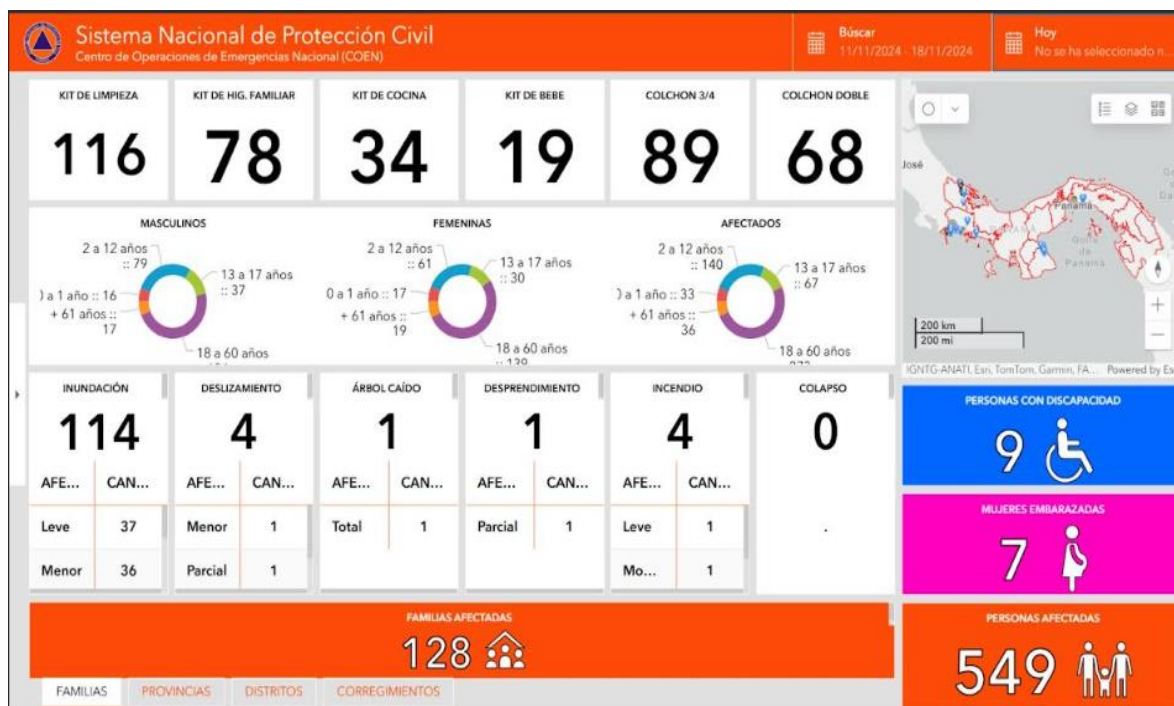 Sistema Nacional de Protección Civil
Centro de Operaciones de Emergencias Nacional (COEN)
Búscar
11/11/2024 - 18/11/2024
Hoy
No se ha seleccionado n...
KIT DE LIMPIEZA
116
KIT DE HIG. FAMILIAR
78
KIT DE COCINA
34
KIT DE BEBE
19
COLCHON 3/4
89
COLCHON DOBLE
68
MASCULINOS
2 a 12 años
:: 79
13 a 17 años
:: 37
a 1 año :: 16
+ 61 años ::
17
18 a 60 años
FEMENINAS
2 a 12 años
:: 61
13 a 17 años
:: 30
0 a 1 año :: 17
+ 61 años ::
19
18 a 60 años
:: 139
AFECTADOS
2 a 12 años
:: 140
13 a 17 años
:: 67
a 1 año :: 33
+ 61 años ::
36
18 a 60 años
José
Panamá
Golfo
de
Panamá
200 km
200 mi
IGNTG-ANATI, Esri, TomTom, Garmin, FA... Powered by Es
INUNDACIÓN
114
AFE... CAN...
Leve 37
Menor 36
DESLIZAMIENTO
4
AFE... CAN...
Menor 1
Parcial 1
ÁRBOL CAÍDO
1
AFE... CAN...
Total 1
DESPRENDIMIENTO
1
AFE... CAN...
Parcial 1
INCENDIO
4
AFE... CAN...
Leve 1
Mo... 1
COLAPSO
0
.
PERSONAS CON DISCAPACIDAD
9
MUJERES EMBARAZADAS
7
FAMILIAS AFECTADAS
128
PERSONAS AFECTADAS
549
FAMILIAS PROVINCIAS DISTRITOS CORREGIMIENTOS